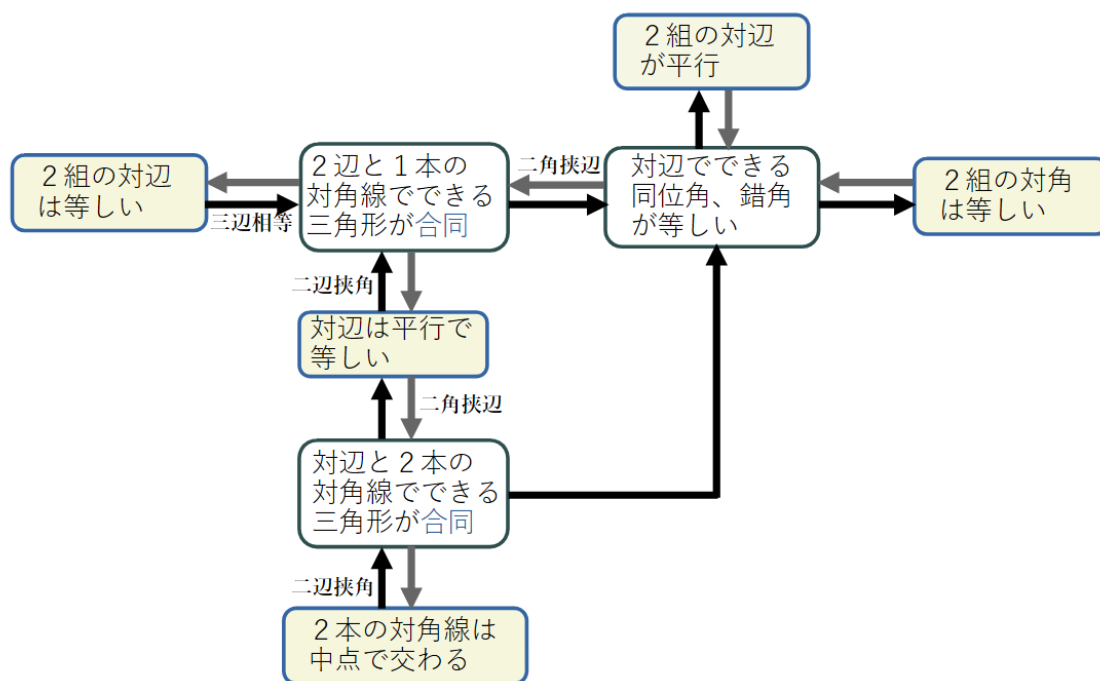 ２組の対辺
が平行
２組の対辺
は等しい
三辺相等
２辺と１本の
対角線でできる
三角形が合同
二角挟辺
対辺でできる
同位角、錯角
が等しい
２組の対角
は等しい
二辺挟角
対辺は平行で
等しい
二角挟辺
対辺と２本の
対角線でできる
三角形が合同
二辺挟角
２本の対角線は
中点で交わる